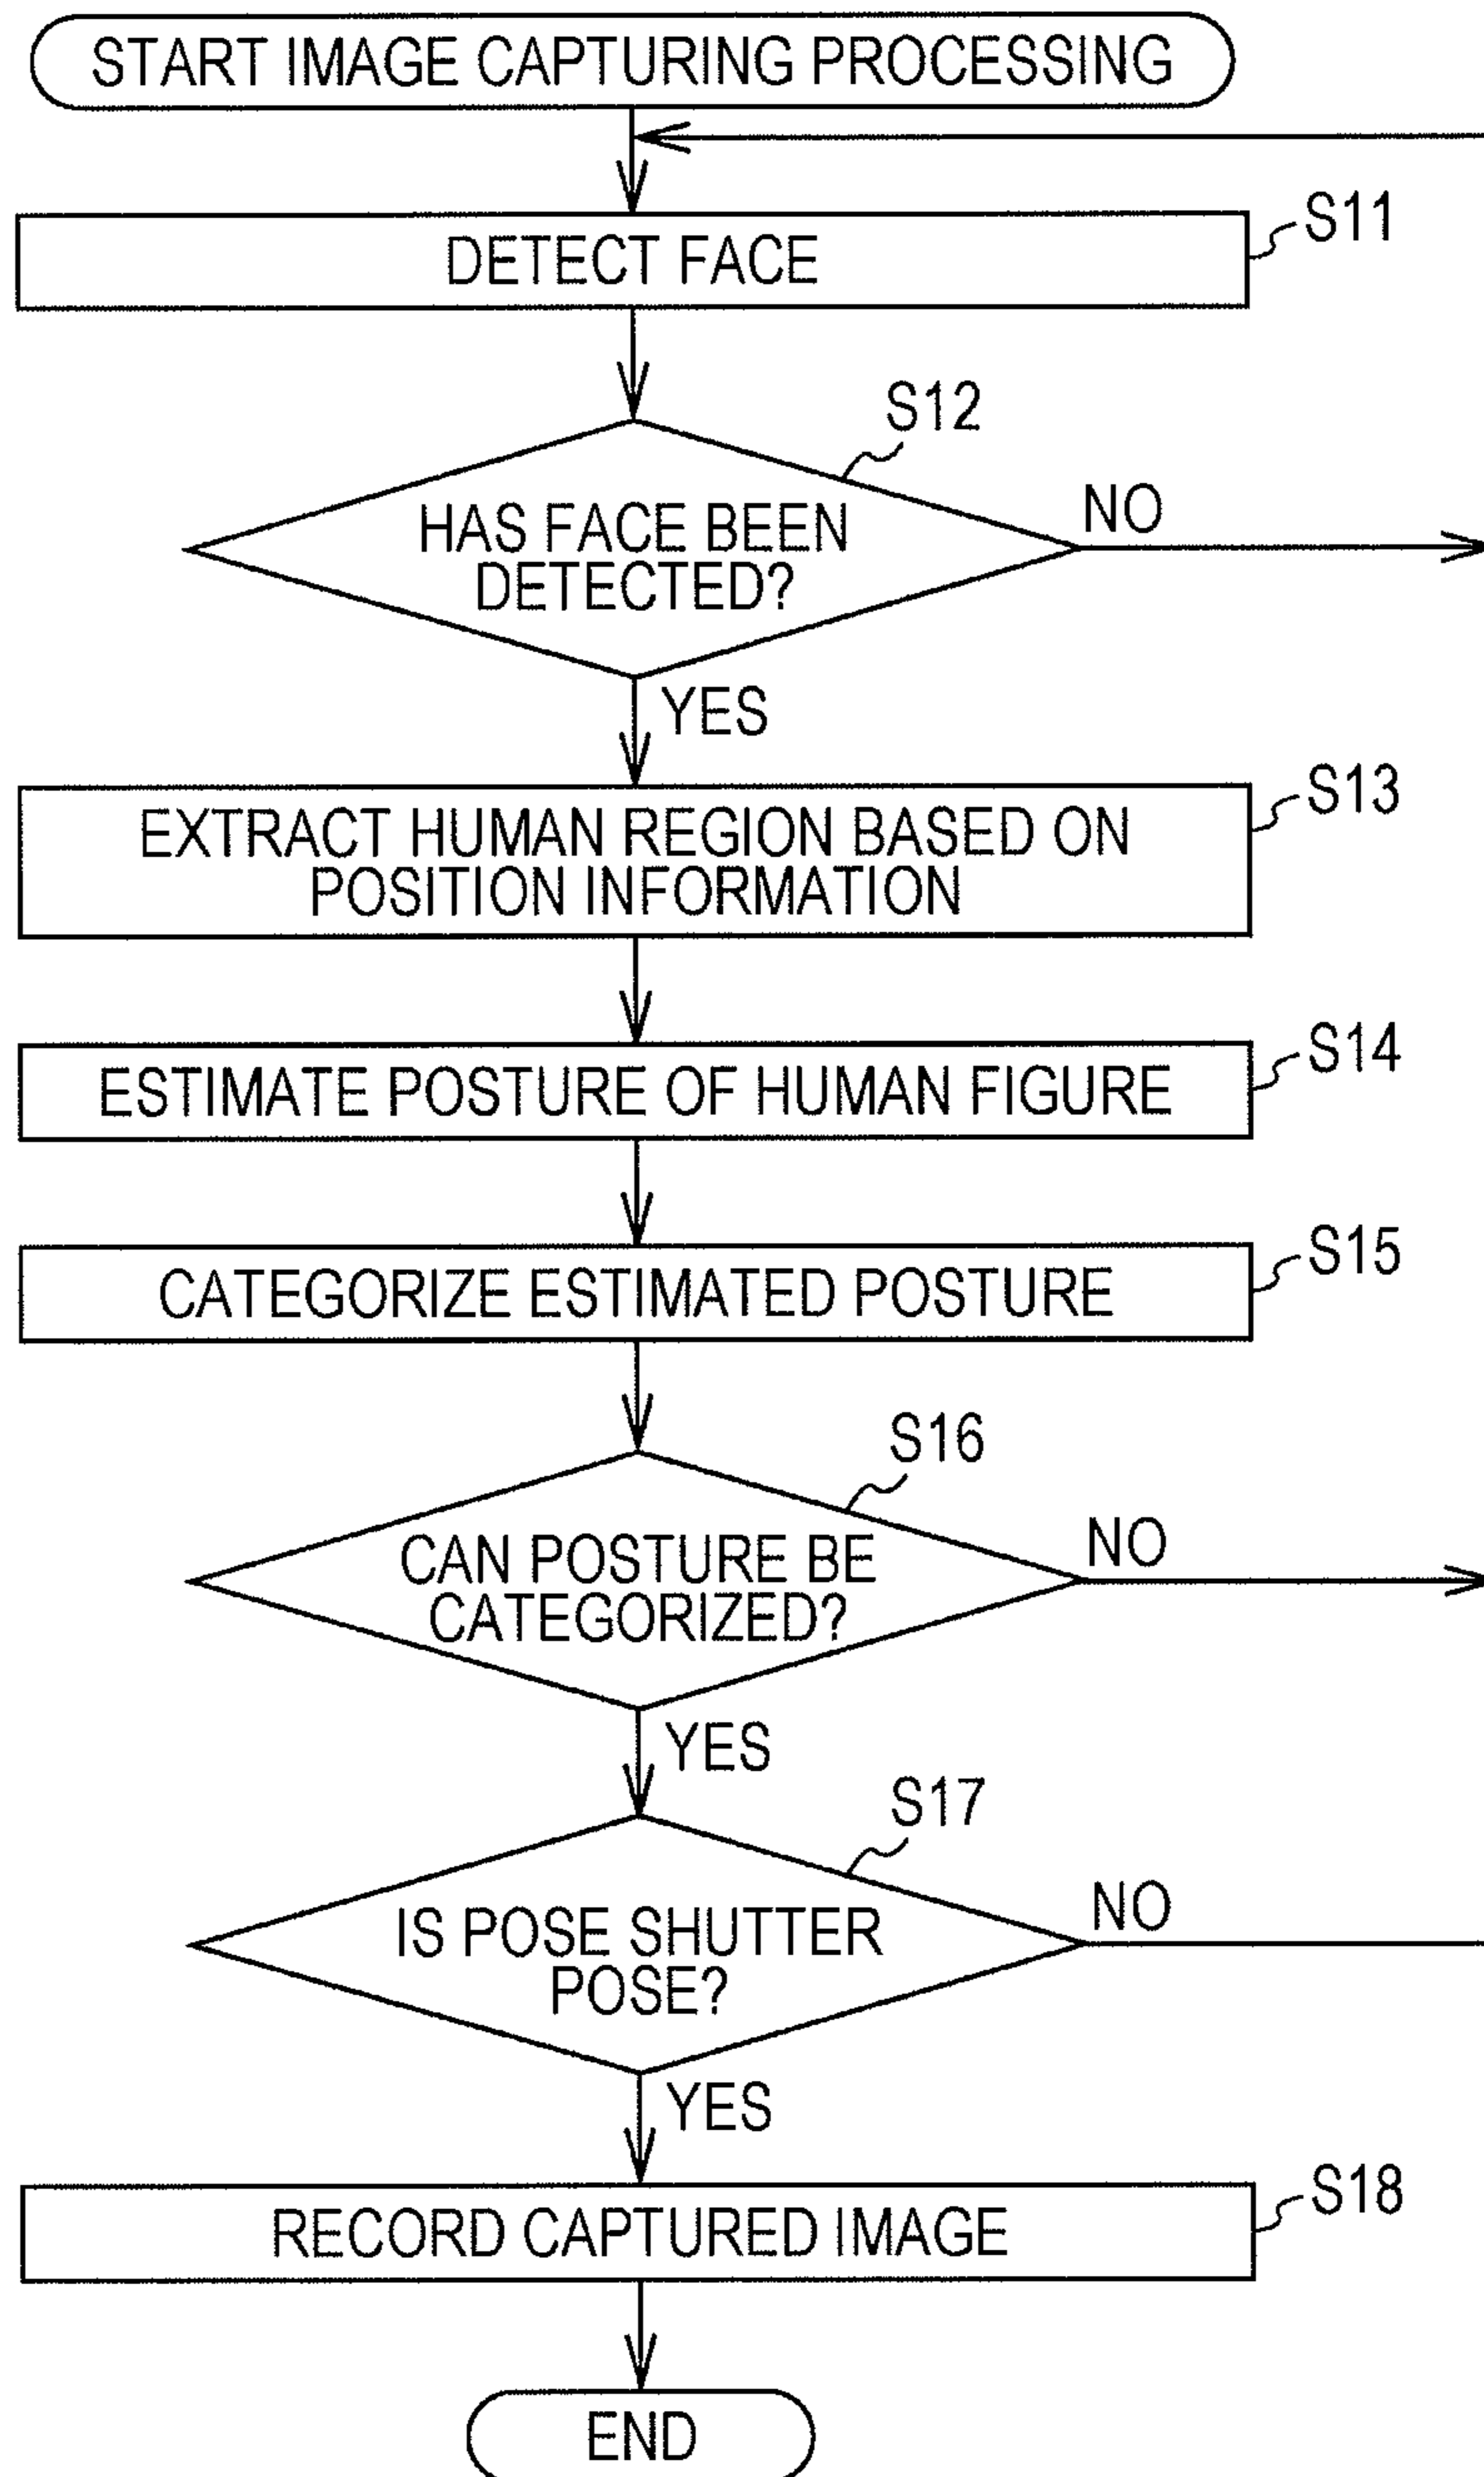 START IMAGE CAPTURING PROCESSING
S11
DETECT FACE
S12
HAS FACE BEEN
DETECTED?
NO
YES
S13
EXTRACT HUMAN REGION BASED ON
POSITION INFORMATION
S14
ESTIMATE POSTURE OF HUMAN FIGURE
S15
CATEGORIZE ESTIMATED POSTURE
S16
CAN POSTURE BE
CATEGORIZED?
NO
YES
S17
IS POSE SHUTTER
POSE?
NO
YES
S18
RECORD CAPTURED IMAGE
END